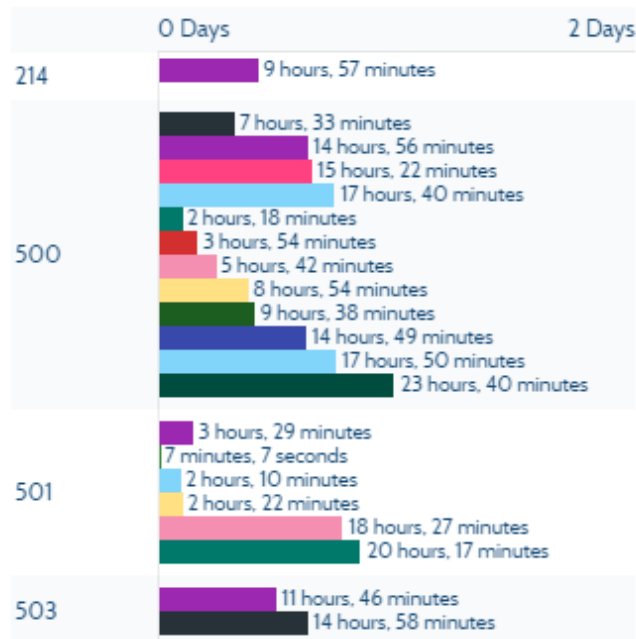 0 Days 2 Days
214 9 hours, 57 minutes
7 hours, 33 minutes
14 hours, 56 minutes
15 hours, 22 minutes
17 hours, 40 minutes
2 hours, 18 minutes
3 hours, 54 minutes
500 5 hours, 42 minutes
8 hours, 54 minutes
9 hours, 38 minutes
14 hours, 49 minutes
17 hours, 50 minutes
23 hours, 40 minutes
3 hours, 29 minutes
7 minutes, 7 seconds
2 hours, 10 minutes
501 2 hours, 22 minutes
18 hours, 27 minutes
20 hours, 17 minutes
11 hours, 46 minutes
503 14 hours, 58 minutes